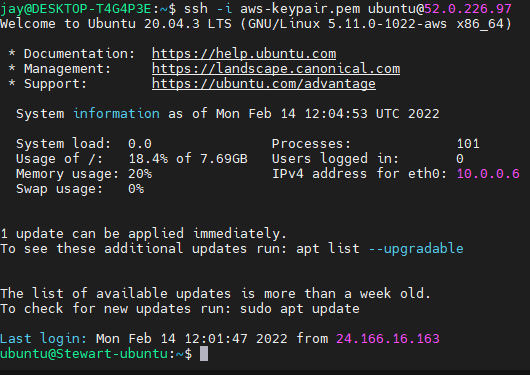 jay@DESKTOP-T4G4P3E:~$ ssh -i aws-keypair.pem ubuntu@52.0.226.97
Welcome to Ubuntu 20.04.3 LTS (GNU/Linux 5.11.0-1022-aws x86_64)

 * Documentation:  https://help.ubuntu.com
 * Management:     https://landscape.canonical.com
 * Support:        https://ubuntu.com/advantage

  System information as of Mon Feb 14 12:04:53 UTC 2022

  System load:  0.0               Processes:             101
  Usage of /:   18.4% of 7.69GB   Users logged in:       0
  Memory usage: 20%               IPv4 address for eth0: 10.0.0.6
  Swap usage:   0%


1 update can be applied immediately.
To see these additional updates run: apt list --upgradable


The list of available updates is more than a week old.
To check for new updates run: sudo apt update

Last login: Mon Feb 14 12:01:47 2022 from 24.166.16.163
ubuntu@Stewart-ubuntu:~$